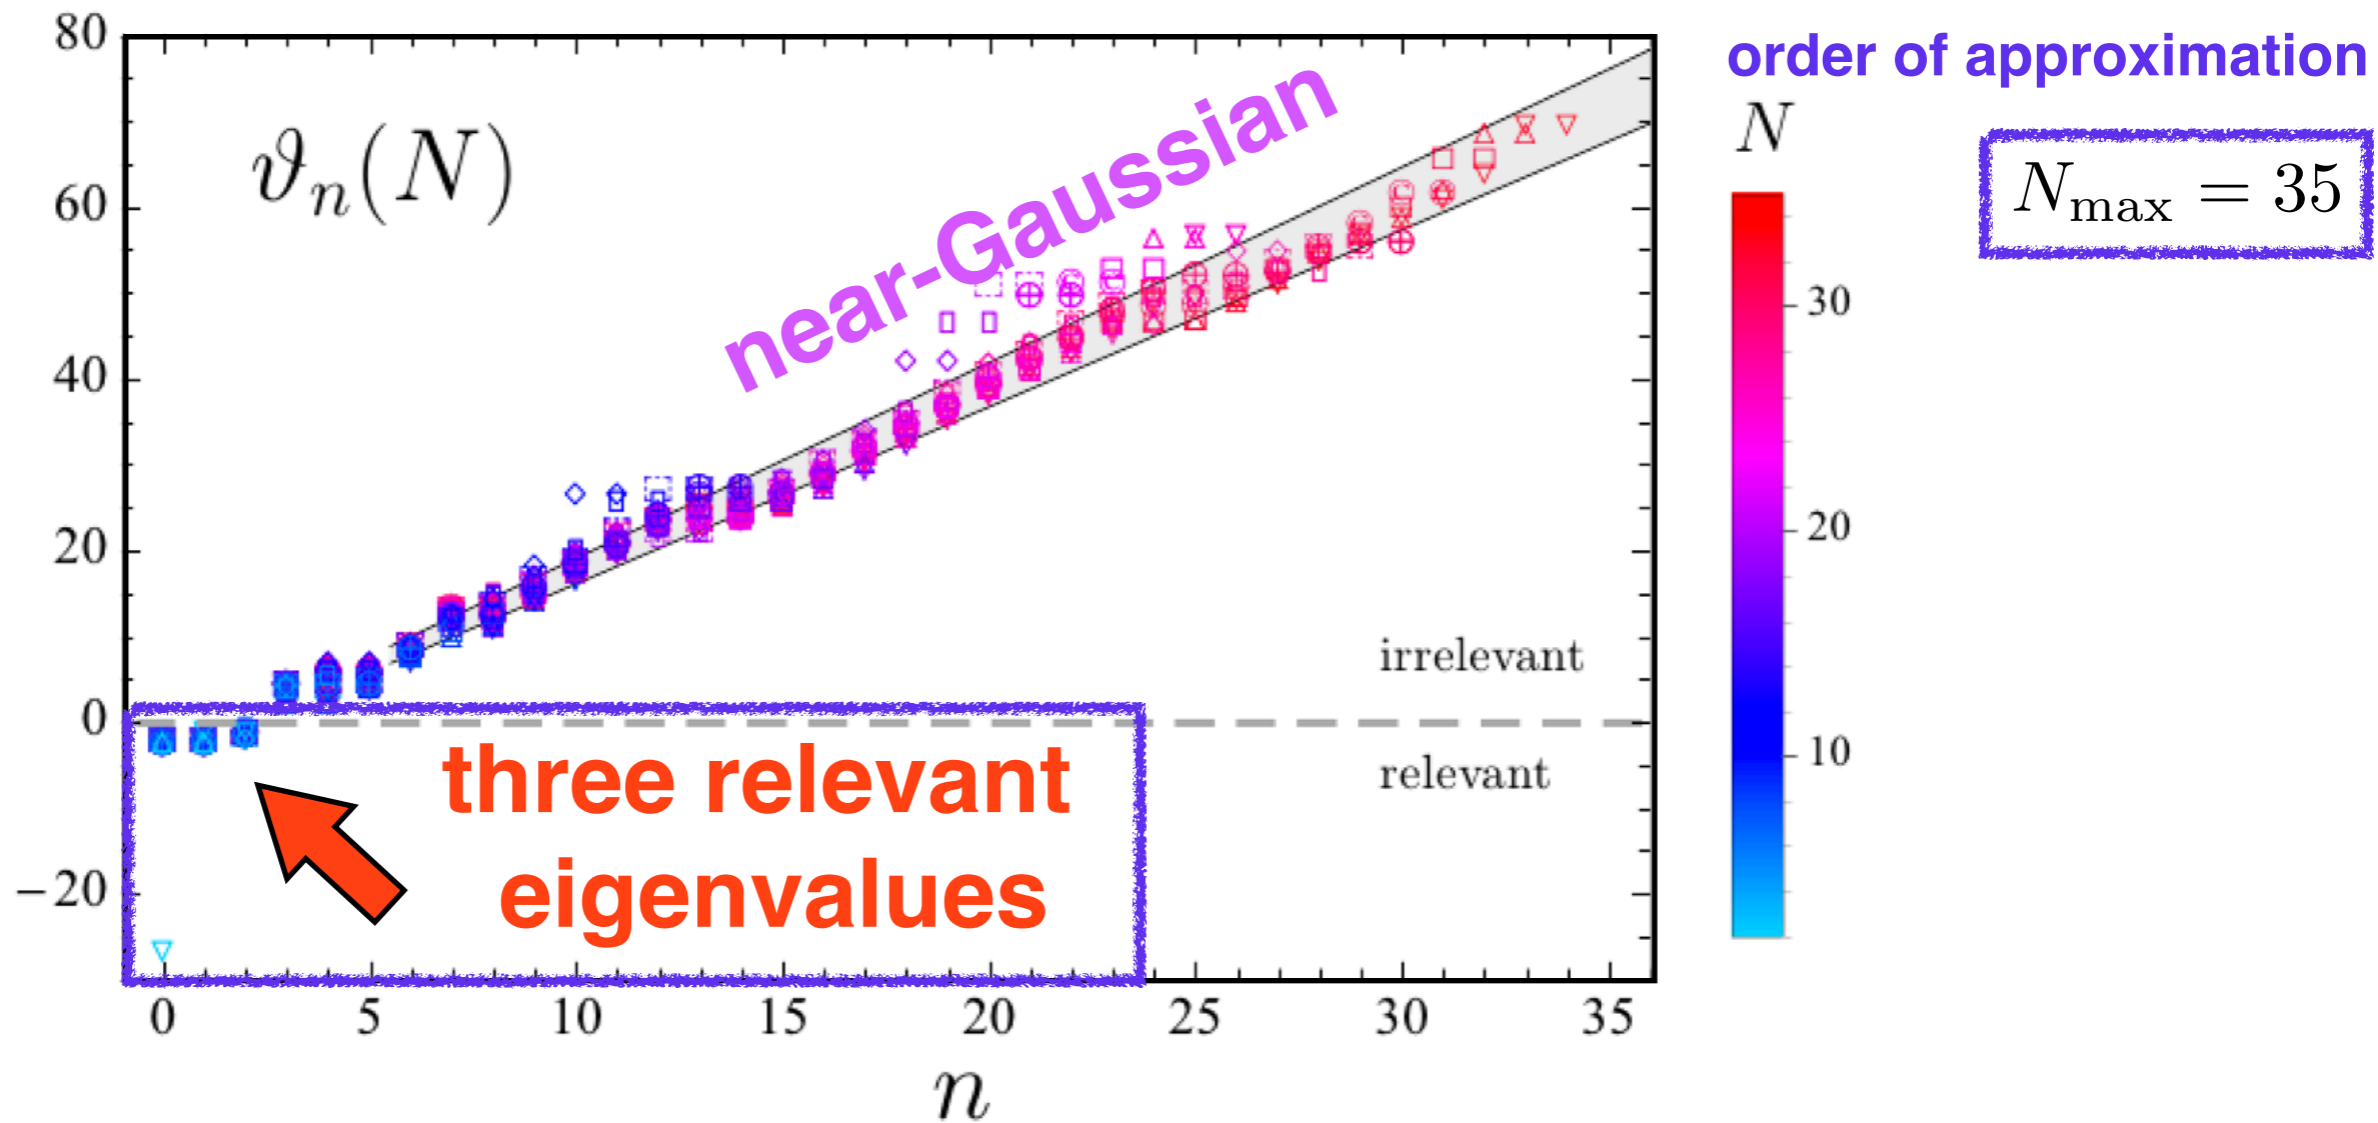 order of approximation
N
N_max = 35
ϑ_n(N)
near-Gaussian
80
60
40
20
0
−20
irrelevant
relevant
three relevant
eigenvalues
0 5 10 15 20 25 30 35
n
30
20
10